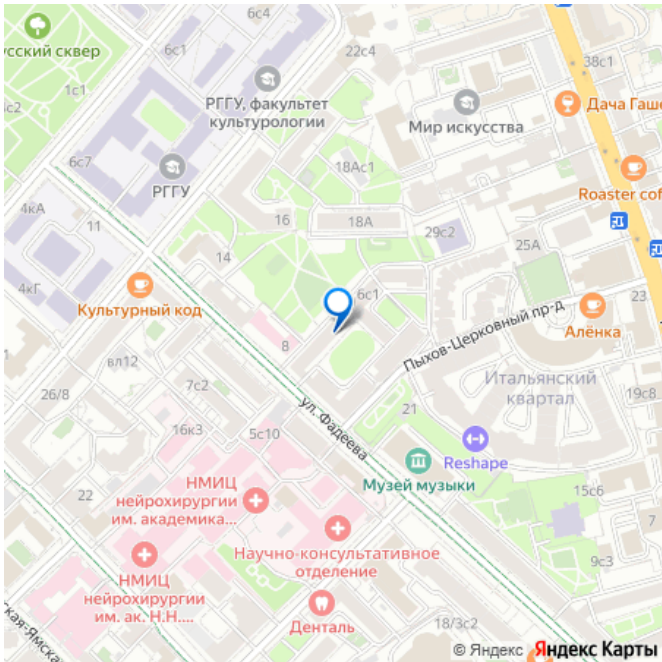 6с1
22с4
38с1
усский сквер
1с1
РГГУ, факультет
культурологии
Мир искусства
Дача Гаше
6с7
18Ас1
РГГУ
Roaster cof
4кА
11
16
18А
29с2
14
25А
4кГ
6с1
23
Культурный код
Алёнка
Пыхов-Церковный пр-д
8
вл12
Итальянский
квартал
7с2
26/8
19с8
ул. Фадеева
21
16к3
5с10
Reshape
Музей музыки
НМИЦ
нейрохирургии
им. академика...
22
15с6
7
Научно-консультативное
отделение
НМИЦ
нейрохирургии
им. ак. Н.Н....
9с3
Денталь
18/3с2
ская-Ямска
© Яндекс Яндекс Карты